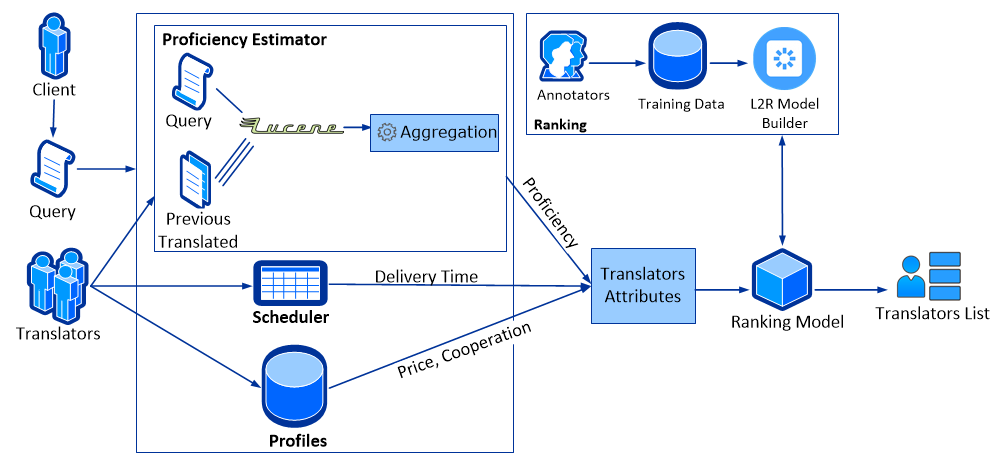 Client
Query
Translators
Proficiency Estimator
Query
Lucene
Aggregation
Previous
Translated
Scheduler
Profiles
Delivery Time
Price, Cooperation
Proficiency
Annotators
Training Data
L2R Model
Builder
Ranking
Translators
Attributes
Ranking Model
Translators List